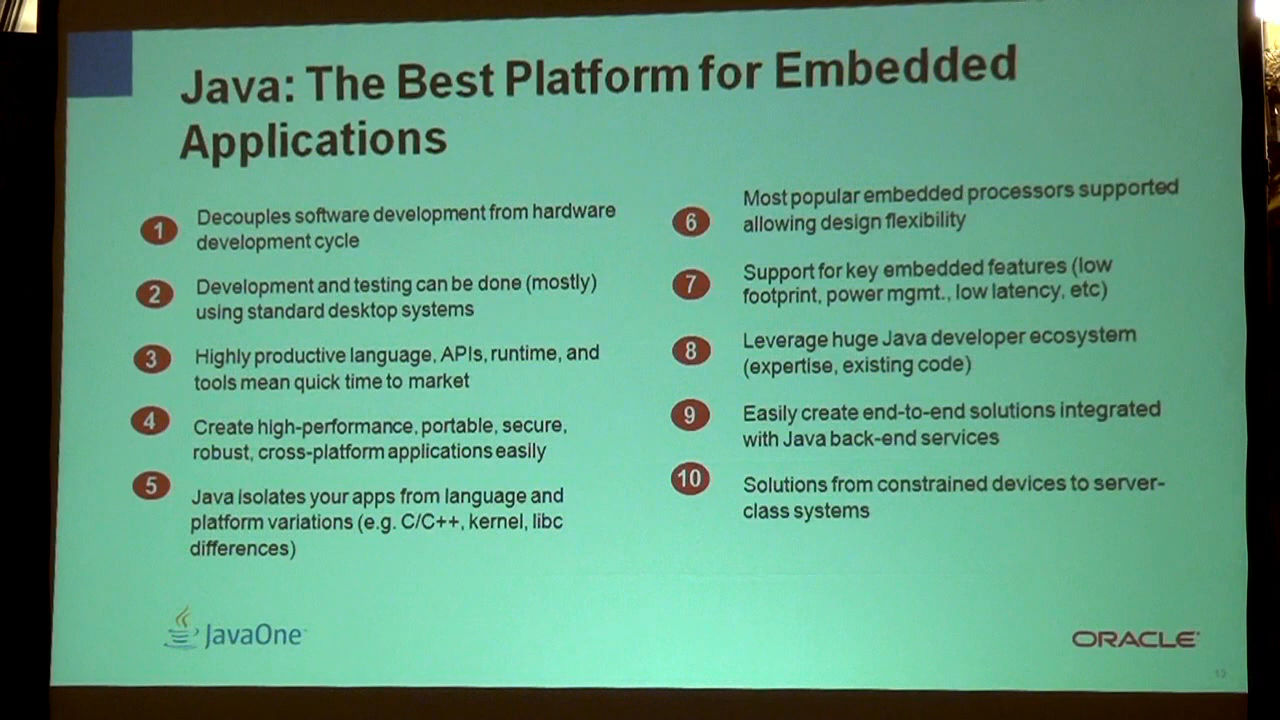 Java: The Best Platform for Embedded
Applications
1
Decouples software development from hardware
development cycle
2
Development and testing can be done (mostly)
using standard desktop systems
3
Highly productive language, APIs, runtime, and
tools mean quick time to market
4
Create high-performance, portable, secure,
robust, cross-platform applications easily
5
Java isolates your apps from language and
platform variations (e.g. C/C++, kernel, libc
differences)
6
Most popular embedded processors supported
allowing design flexibility
7
Support for key embedded features (low
footprint, power mgmt., low latency, etc)
8
Leverage huge Java developer ecosystem
(expertise, existing code)
9
Easily create end-to-end solutions integrated
with Java back-end services
10
Solutions from constrained devices to server-
class systems
JavaOne
ORACLE